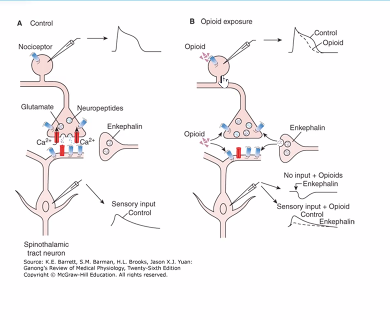 A Control
Nociceptor
Glutamate
Neuropeptides
Enkephalin
Ca2+
Ca2+
Sensory input
Control
Spinothalamic
tract neuron
B Opioid exposure
Opioid
Control
Opioid
Opioid
Enkephalin
No input + Opioids
Enkephalin
Sensory input + Opioid
Control
Enkephalin
Source: K.E. Barrett, S.M. Barman, H.L. Brooks, Jason X.J. Yuan:
Ganong's Review of Medical Physiology, Twenty-Sixth Edition
Copyright © McGraw-Hill Education. All rights reserved.